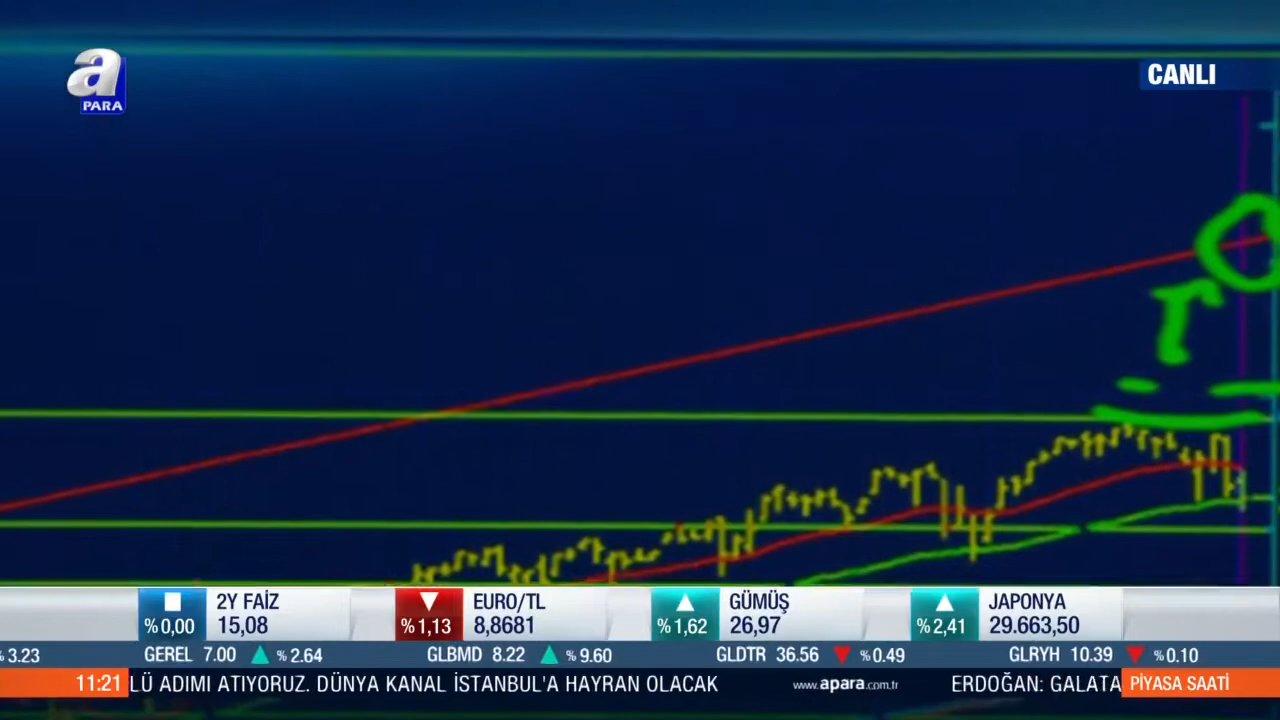 a
PARA
CANLI
%0,00 2Y FAİZ 15,08
%1,13 EURO/TL 8,8681
%1,62 GÜMÜŞ 26,97
%2,41 JAPONYA 29.663,50
% 3.23 GEREL 7.00 % 2.64 GLBMD 8.22 % 9.60 GLDTR 36.56 %0.49 GLRYH 10.39 %0.10
11:21 LÜ ADIMI ATIYORUZ. DÜNYA KANAL İSTANBUL'A HAYRAN OLACAK www.apara.com.tr ERDOĞAN: GALATA PİYASA SAATİ